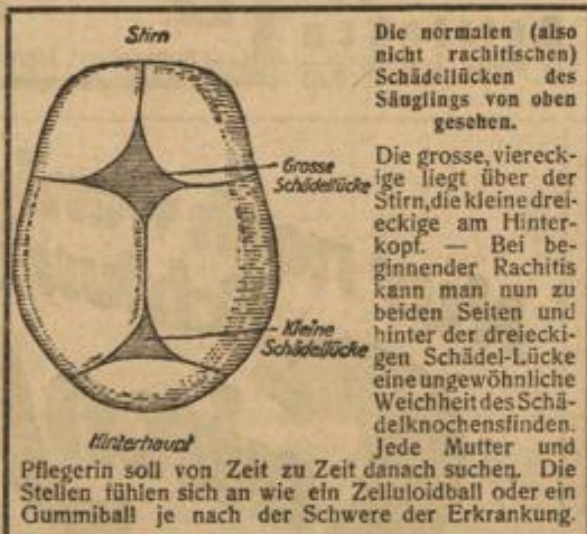 Stirn
Grosse
Schädellücke
Kleine
Schädellücke
Hinterhaupt
Die normalen (also
nicht rachitischen)
Schädellücken des
Säuglings von oben
gesehen.
Die grosse, viereck-
ige liegt über der
Stirn, die kleine drei-
eckige am Hinter-
kopf. — Bei be-
ginnender Rachitis
kann man nun zu
beiden Seiten und
hinter der dreiecki-
gen Schädel-Lücke
eine ungewöhnliche
Weichheit des Schä-
delknochens finden.
Jede Mutter und
Pflegerin soll von Zeit zu Zeit danach suchen. Die
Stellen fühlen sich an wie ein Zelluloidball oder ein
Gummiball je nach der Schwere der Erkrankung.